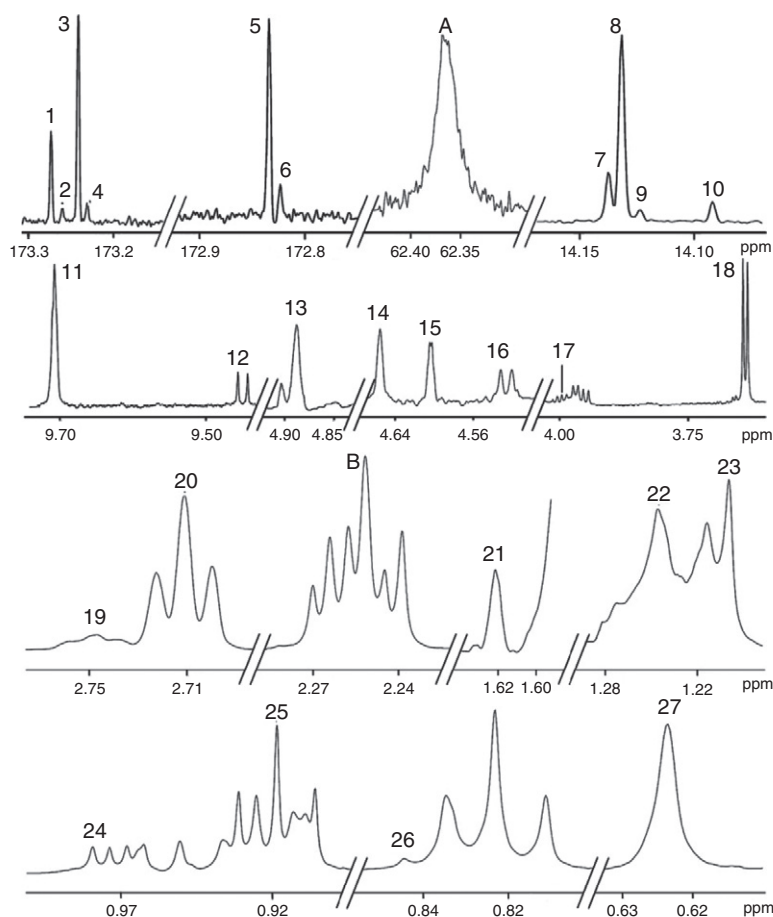 1 2 3 4 5 6 A 7 8 9 10
173.3 173.2 172.9 172.8 62.40 62.35 14.15 14.10 ppm
11 12 13 14 15 16 17 18
9.70 9.50 4.90 4.85 4.64 4.56 4.00 3.75 ppm
19 20 B 21 22 23
2.75 2.71 2.27 2.24 1.62 1.60 1.28 1.22 ppm
24 25 26 27
0.97 0.92 0.84 0.82 0.63 0.62 ppm